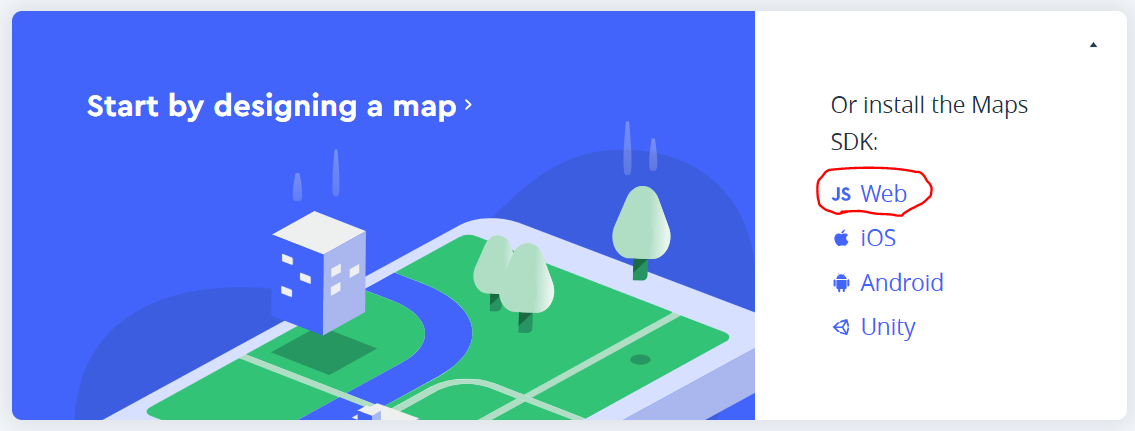 Start by designing a map ›
Or install the Maps
SDK:
JS Web
iOS
Android
Unity